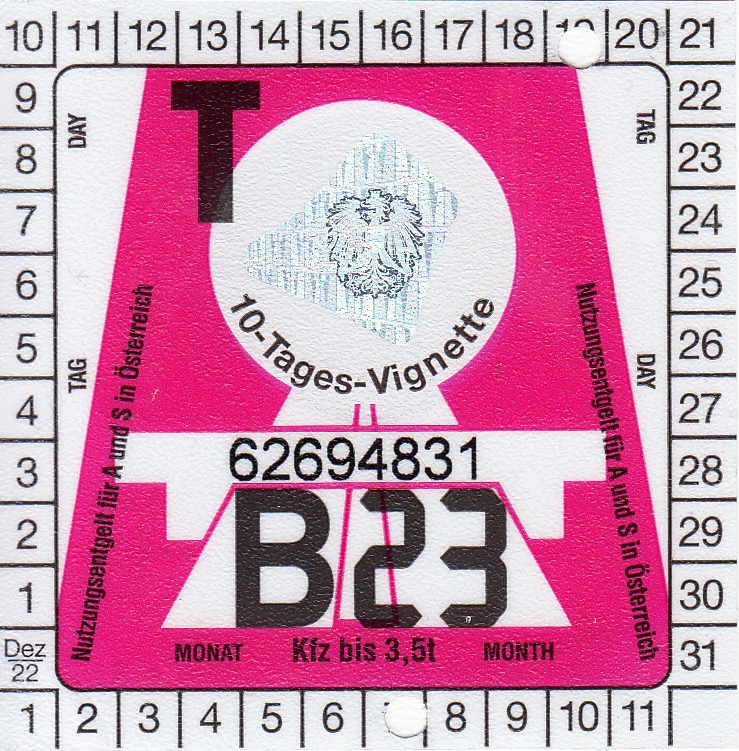 10 11 12 13 14 15 16 17 18 19 20 21
9
8
7
6
5
4
3
2
1
Dez
22
22
23
24
25
26
27
28
29
30
31
1 2 3 4 5 6 8 9 10 11
T
DAY
TAG
10-Tages-Vignette
TAG
DAY
Nutzungsentgelt für A und S in Österreich
Nutzungsentgelt für A und S in Österreich
62694831
B23
MONAT Kfz bis 3,5t MONTH